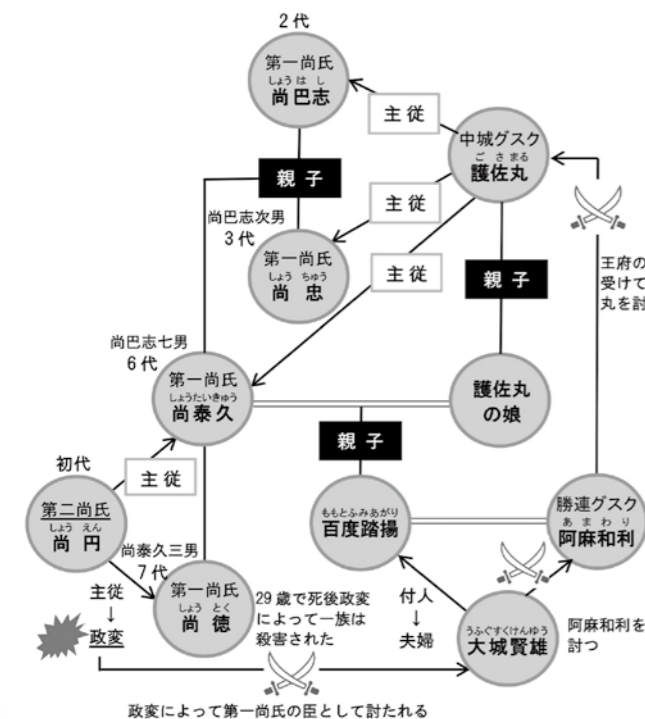 2代
第一尚氏
しょう は し
尚巴志
主従
中城グスク
ご さ まる
護佐丸
親子
尚巴志次男
3代
主従
第一尚氏
しょう ちゅう
尚 忠
主従
親子
王府の
受けて
丸を討
尚巴志七男
6代
第一尚氏
しょうたいきゅう
尚泰久
護佐丸
の娘
親子
初代
主従
第二尚氏
しょう えん
尚 円
ももとふみあがり
百度踏揚
勝連グスク
あ ま わ り
阿麻和利
尚泰久三男
7代
第一尚氏
しょう とく
尚 徳
29歳で死後政変
によって一族は
殺害された
主従
↓
政変
付人
↓
夫婦
うふぐすくけんゆう
大城賢雄
阿麻和利を
討つ
政変によって第一尚氏の臣として討たれる